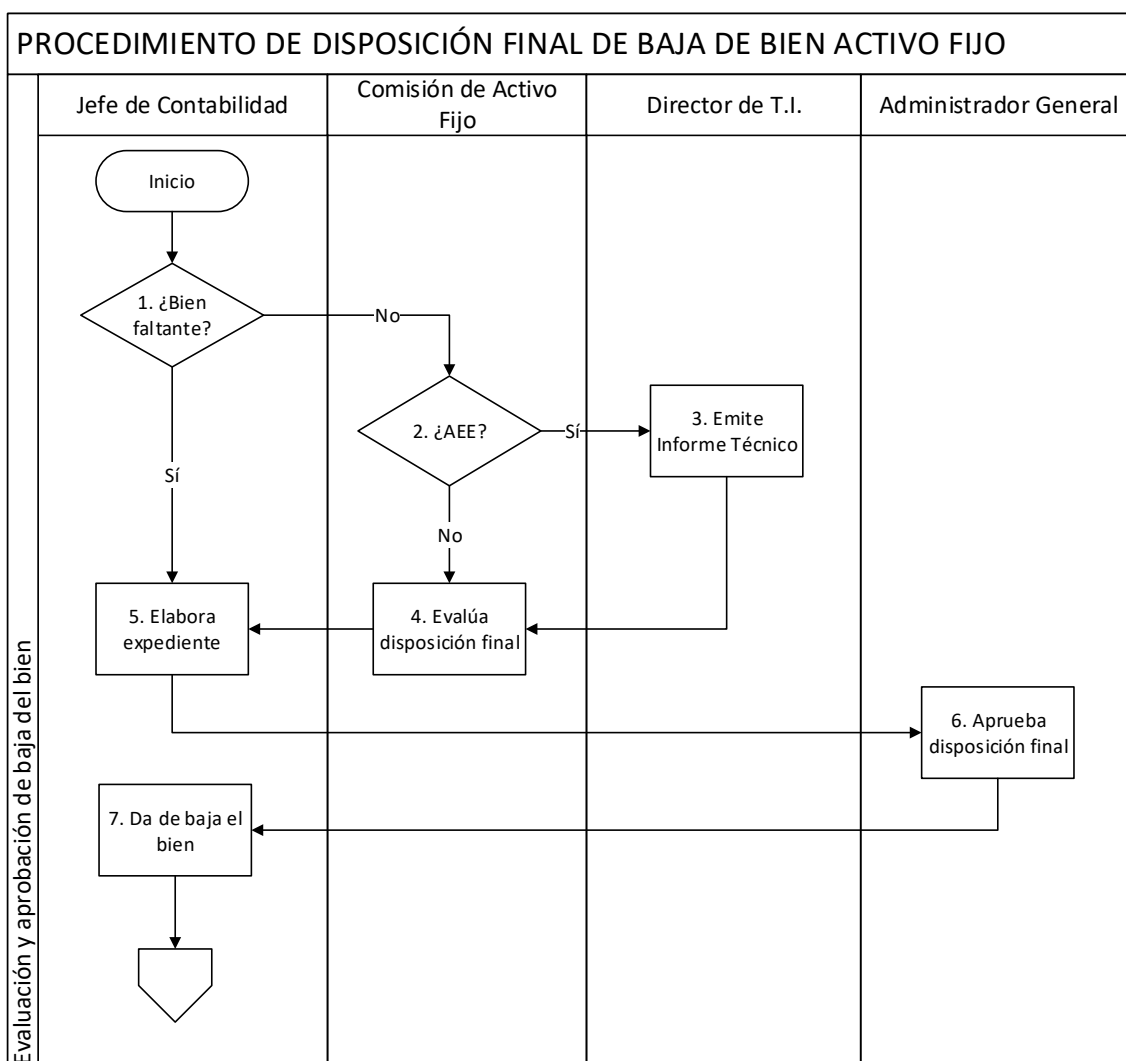 PROCEDIMIENTO DE DISPOSICIÓN FINAL DE BAJA DE BIEN ACTIVO FIJO
Jefe de Contabilidad
Comisión de Activo
Fijo
Director de T.I.
Administrador General
Inicio
1. ¿Bien
faltante?
No
2. ¿AEE?
Sí
3. Emite
Informe Técnico
Sí
No
5. Elabora
expediente
4. Evalúa
disposición final
6. Aprueba
disposición final
7. Da de baja el
bien
Evaluación y aprobación de baja del bien